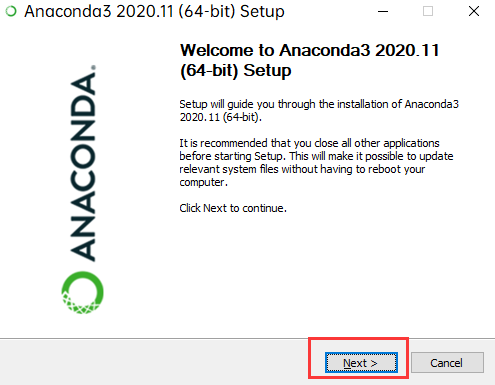 Anaconda3 2020.11 (64-bit) Setup
Welcome to Anaconda3 2020.11
(64-bit) Setup
ANACONDA.
Setup will guide you through the installation of Anaconda3
2020.11 (64-bit).
It is recommended that you close all other applications
before starting Setup. This will make it possible to update
relevant system files without having to reboot your
computer.
Click Next to continue.
Next >
Cancel